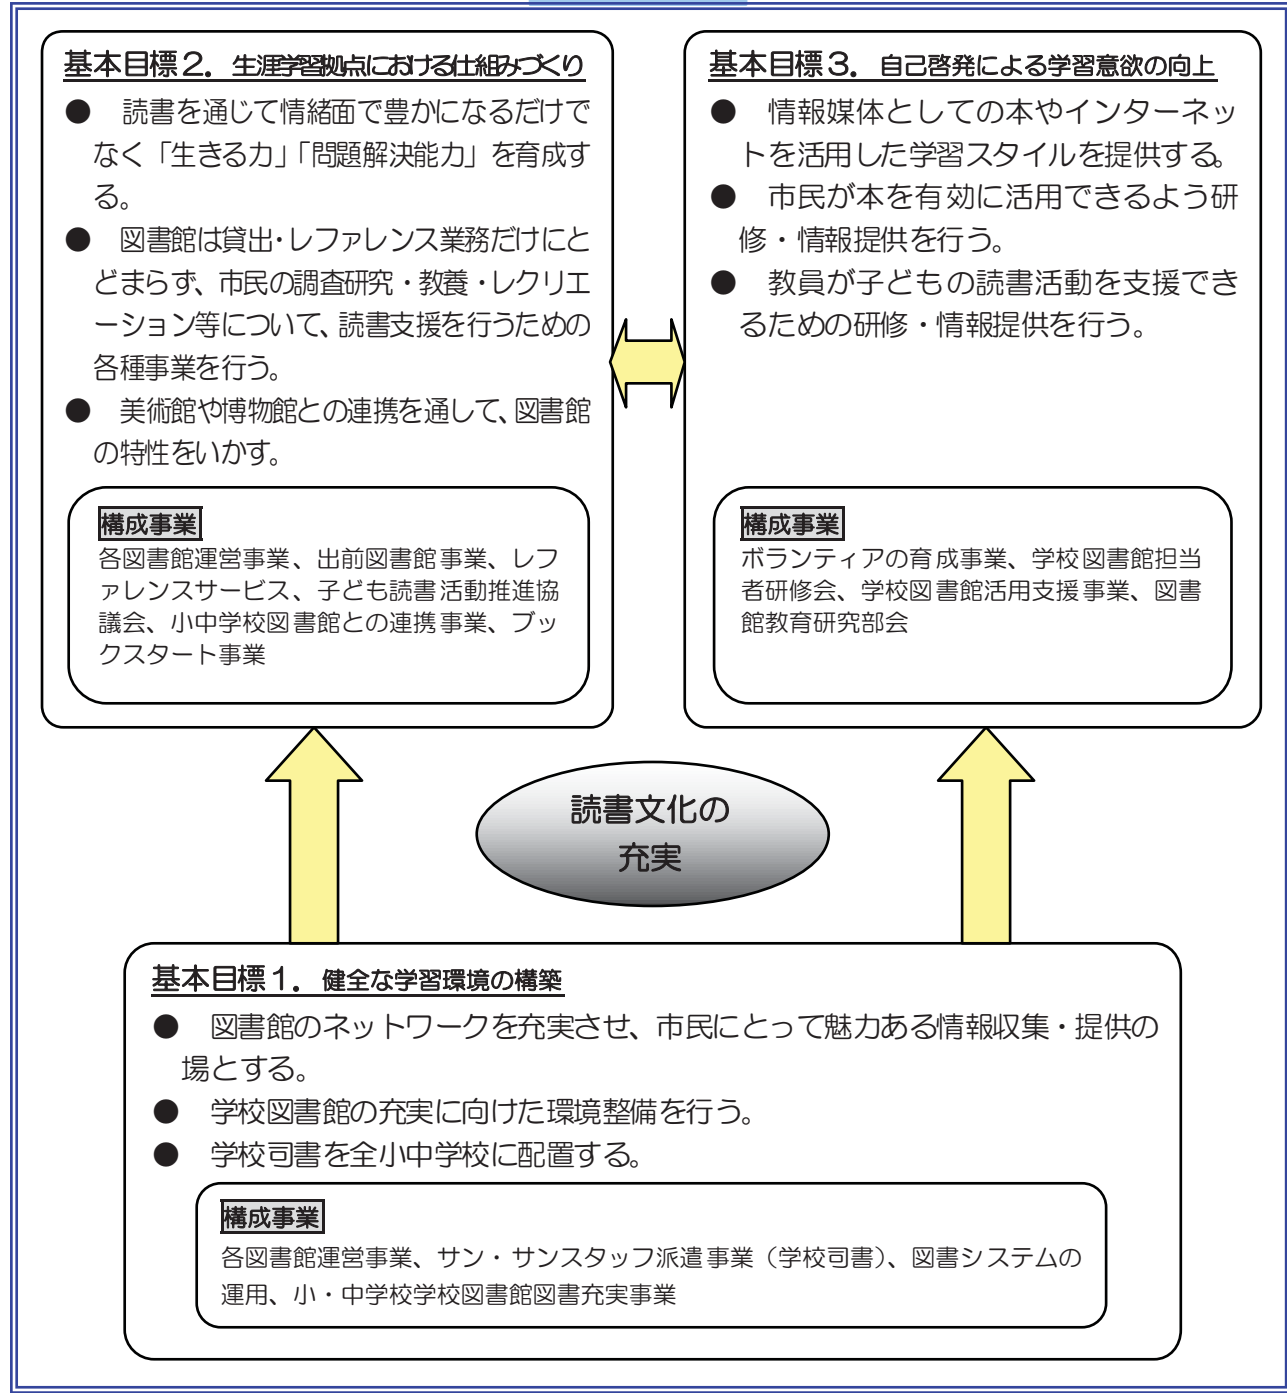 基本目標２．生涯学習拠点における仕組みづくり
● 読書を通じて情緒面で豊かになるだけで
なく「生きる力」「問題解決能力」を育成す
る。
● 図書館は貸出・レファレンス業務だけにと
どまらず、市民の調査研究・教養・レクリエ
ーション等について、読書支援を行うための
各種事業を行う。
● 美術館や博物館との連携を通して、図書館
の特性をいかす。
構成事業
各図書館運営事業、出前図書館事業、レフ
ァレンスサービス、子ども読書活動推進協
議会、小中学校図書館との連携事業、ブッ
クスタート事業
基本目標３．自己啓発による学習意欲の向上
● 情報媒体としての本やインターネッ
トを活用した学習スタイルを提供する。
● 市民が本を有効に活用できるよう研
修・情報提供を行う。
● 教員が子どもの読書活動を支援でき
るための研修・情報提供を行う。
構成事業
ボランティアの育成事業、学校図書館担当
者研修会、学校図書館活用支援事業、図書
館教育研究部会
読書文化の
充実
基本目標１．健全な学習環境の構築
● 図書館のネットワークを充実させ、市民にとって魅力ある情報収集・提供の
場とする。
● 学校図書館の充実に向けた環境整備を行う。
● 学校司書を全小中学校に配置する。
構成事業
各図書館運営事業、サン・サンスタッフ派遣事業（学校司書）、図書システムの
運用、小・中学校学校図書館図書充実事業